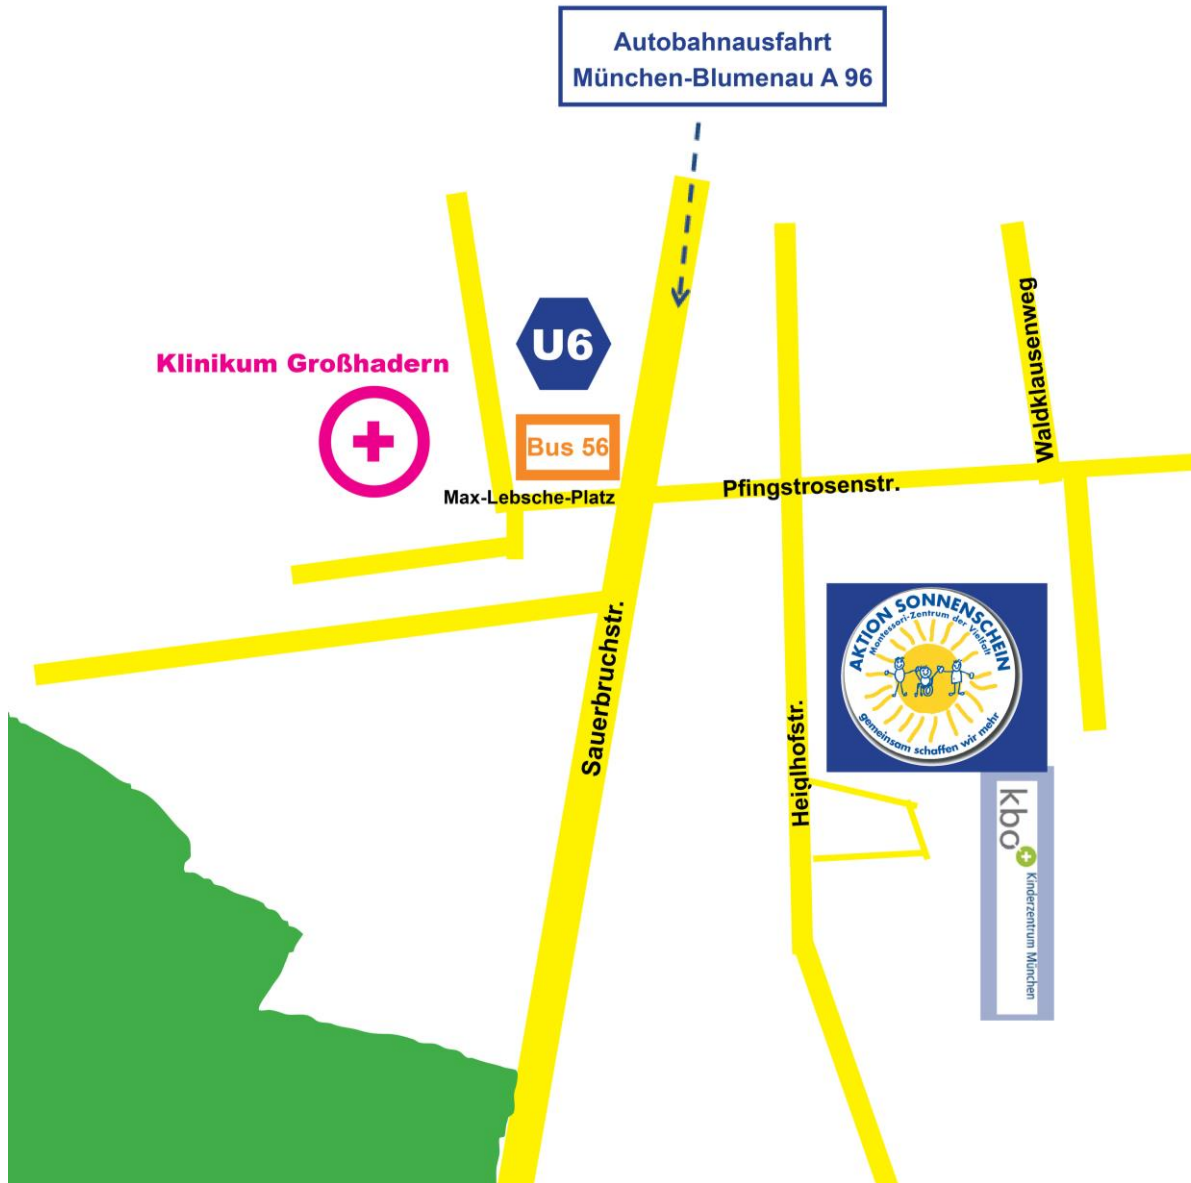 Autobahnausfahrt
München-Blumenau A 96
U6
Klinikum Großhadern
Bus 56
Max-Lebsche-Platz
Pfingstrosenstr.
Waldklausenweg
Sauerbruchstr.
Heiglhofstr.
AKTION SONNENSCHEIN
Montessori-Zentrum der Vielfalt
gemeinsam schaffen wir mehr
kbo
Kinderzentrum München